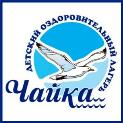 ДЕТСКИЙ ОЗДОРОВИТЕЛЬНЫЙ ЛАГЕРЬ
Чайка